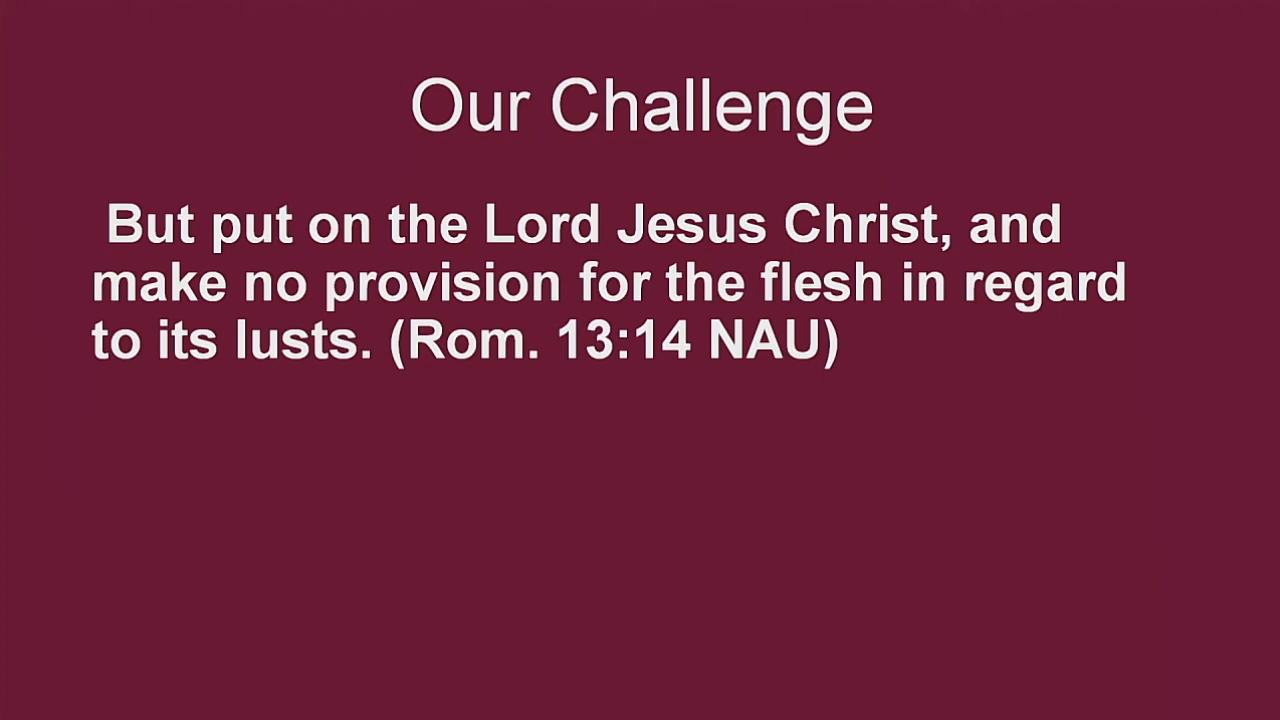 Our Challenge
But put on the Lord Jesus Christ, and
make no provision for the flesh in regard
to its lusts. (Rom. 13:14 NAU)